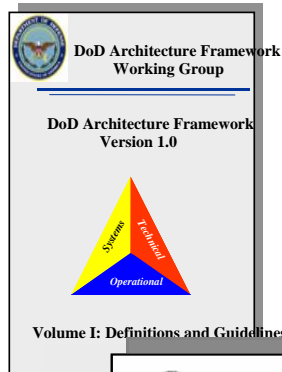 DoD Architecture Framework
Working Group
DoD Architecture Framework
Version 1.0
Systems
Technical
Operational
Volume I: Definitions and Guidelines